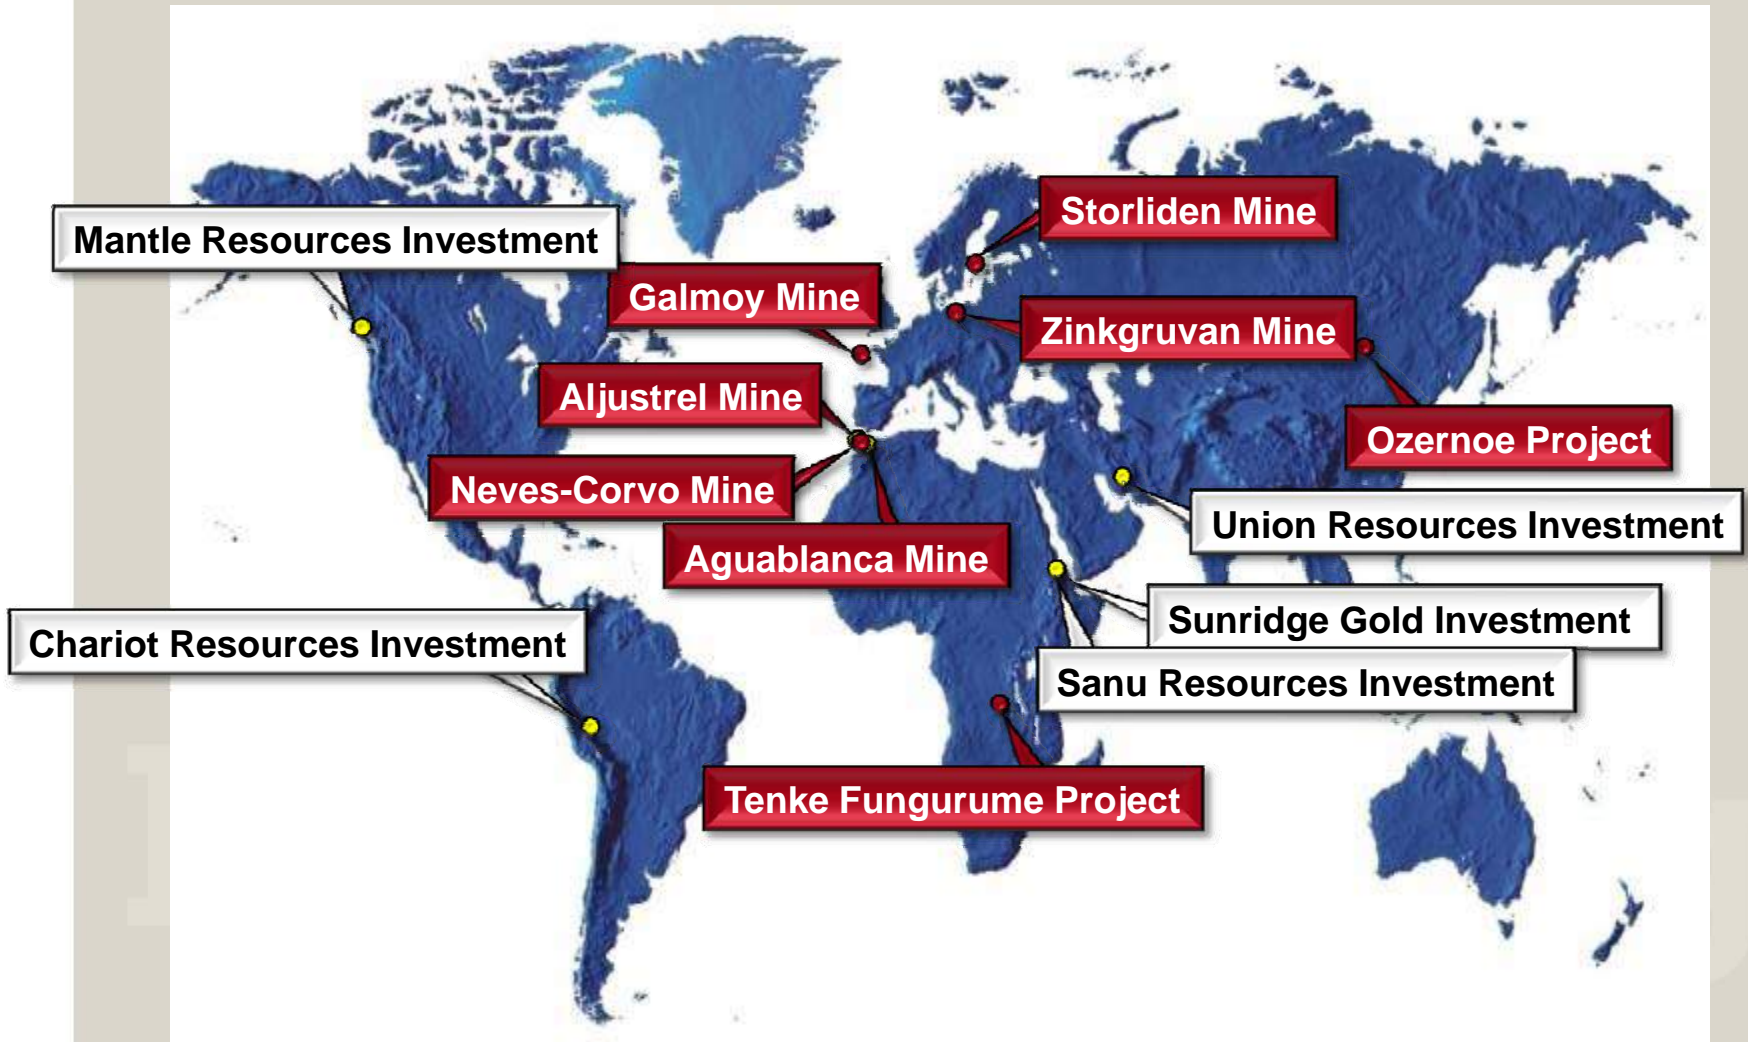 Storliden Mine
Mantle Resources Investment
Galmoy Mine
Zinkgruvan Mine
Aljustrel Mine
Ozernoe Project
Neves-Corvo Mine
Union Resources Investment
Aguablanca Mine
Sunridge Gold Investment
Chariot Resources Investment
Sanu Resources Investment
Tenke Fungurume Project